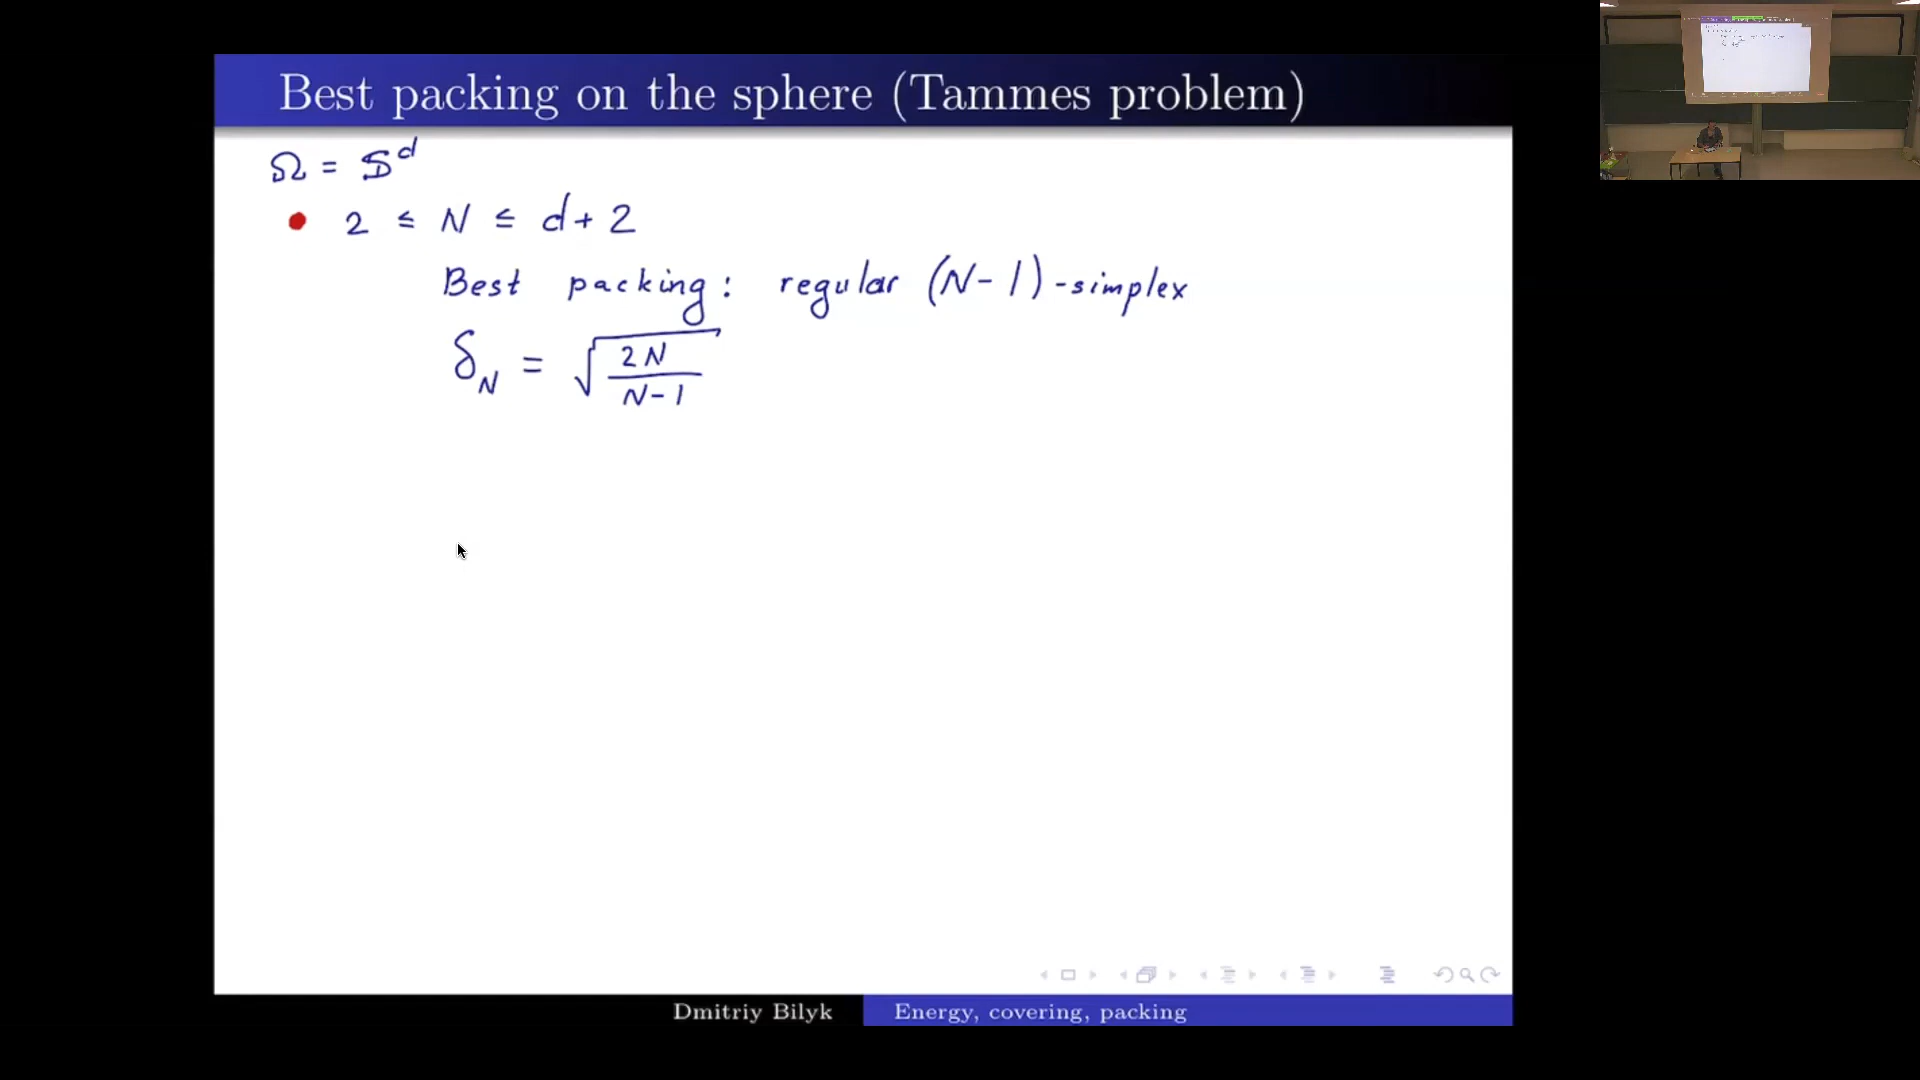 Best packing on the sphere (Tammes problem)
Ω = 𝕊^d
• 2 ≤ N ≤ d+2
Best packing: regular (N-1)-simplex
δ_N = √(2N/(N-1))
Dmitriy Bilyk
Energy, covering, packing